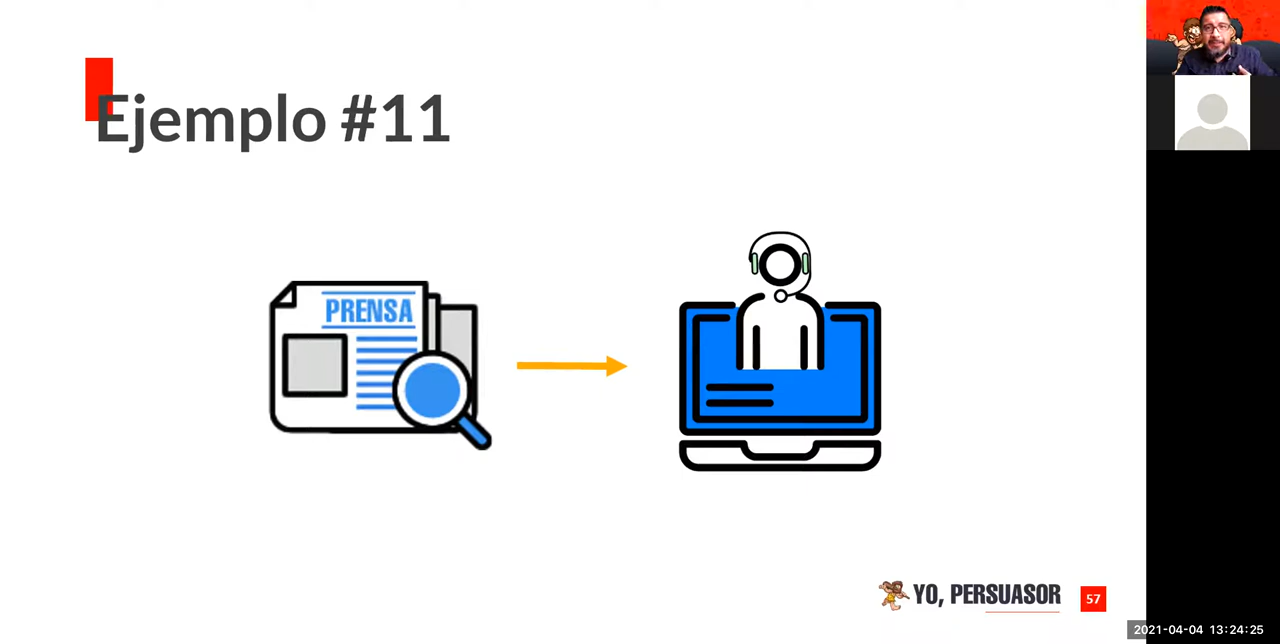 Ejemplo #11
PRENSA
YO, PERSUASOR
57
2021-04-04 13:24:25